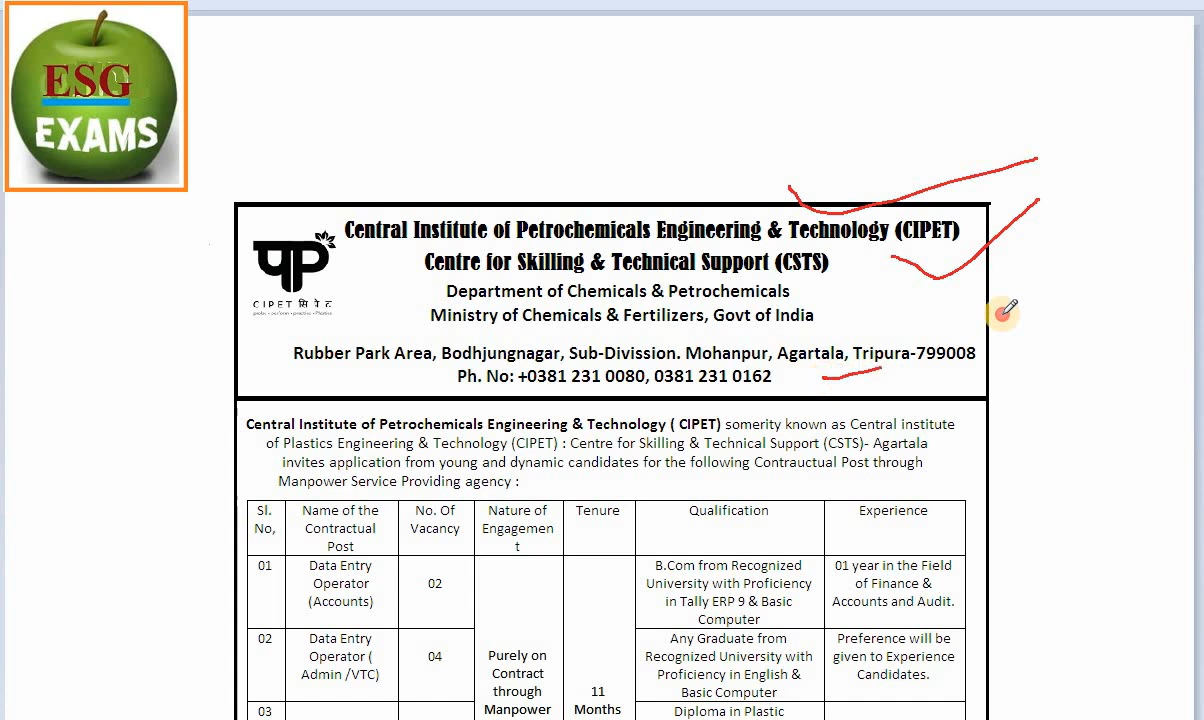 ESG
EXAMS
Central Institute of Petrochemicals Engineering & Technology (CIPET)
Centre for Skilling & Technical Support (CSTS)
Department of Chemicals & Petrochemicals
Ministry of Chemicals & Fertilizers, Govt of India
CIPET सिपेट
Rubber Park Area, Bodhjungnagar, Sub-Divission. Mohanpur, Agartala, Tripura-799008
Ph. No: +0381 231 0080, 0381 231 0162
Central Institute of Petrochemicals Engineering & Technology ( CIPET) somerity known as Central institute
of Plastics Engineering & Technology (CIPET) : Centre for Skilling & Technical Support (CSTS)- Agartala
invites application from young and dynamic candidates for the following Contrauctual Post through
Manpower Service Providing agency :
Sl. No,
Name of the Contractual Post
No. Of Vacancy
Nature of Engagemen t
Tenure
Qualification
Experience
01
Data Entry
Operator
(Accounts)
02
B.Com from Recognized
University with Proficiency
in Tally ERP 9 & Basic
Computer
01 year in the Field
of Finance &
Accounts and Audit.
02
Data Entry
Operator (
Admin /VTC)
04
Purely on
Contract
through
Manpower
11
Months
Any Graduate from
Recognized University with
Proficiency in English &
Basic Computer
Preference will be
given to Experience
Candidates.
03
Diploma in Plastic